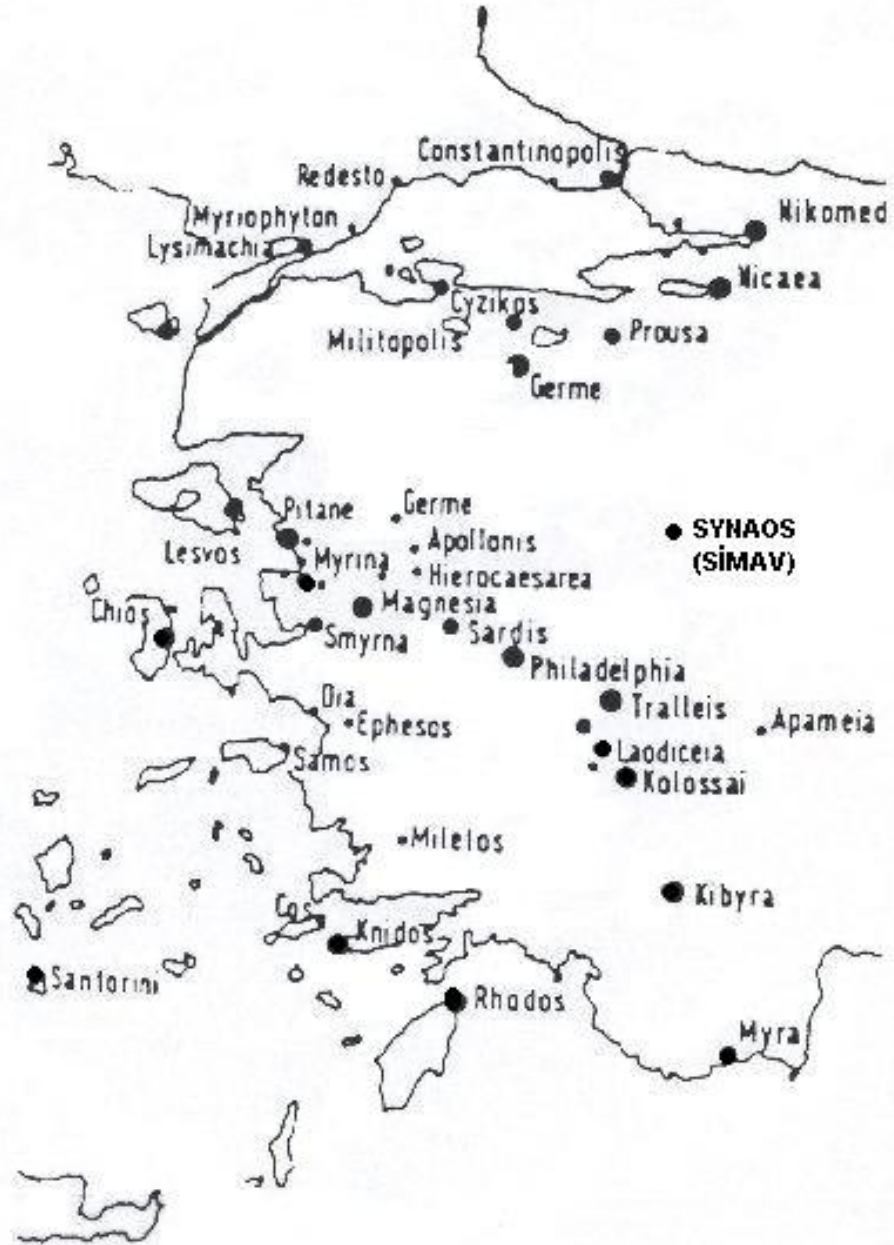 Constantinopolis
Redesto
Nikomed
Myriophyton
Lysimachia
Nicaea
Cyzikos
Militopolis
Prousa
Germe
Pitane
Germe
SYNAOS
(SİMAV)
Lesvos
Apollonis
Myrina
Hierocaesarea
Chios
Magnesia
Smyrna
Sardis
Philadelphia
Dia
Tralleis
Ephesos
Apameia
Samos
Laodiceia
Kolossai
Miletos
Kibyra
Cos
Knidos
Santorini
Rhodos
Myra